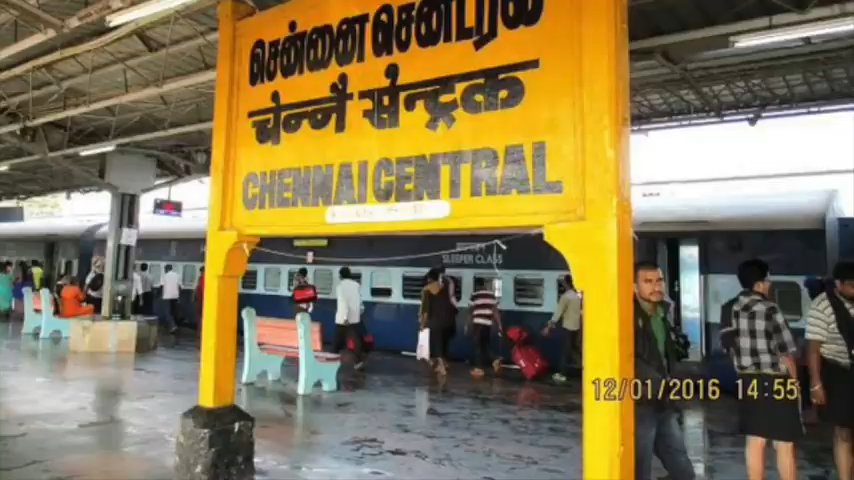 சென்னை சென்ட்ரல்
चेन्नै सेन्ट्रल
CHENNAI CENTRAL
SLEEPER CLASS
12/01/2016 14:55